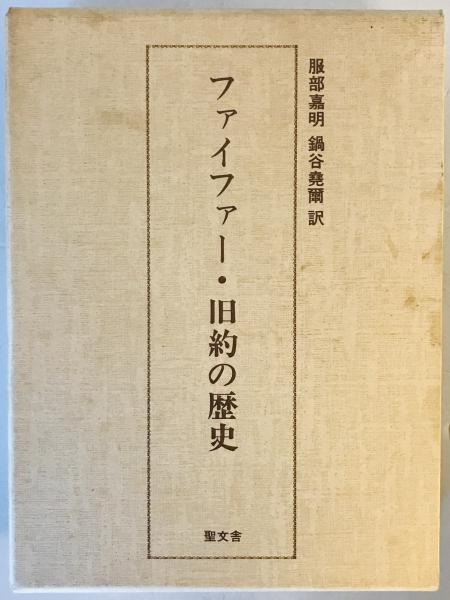 服部嘉明 鍋谷堯爾 訳
ファイファー・旧約の歴史
聖文舎